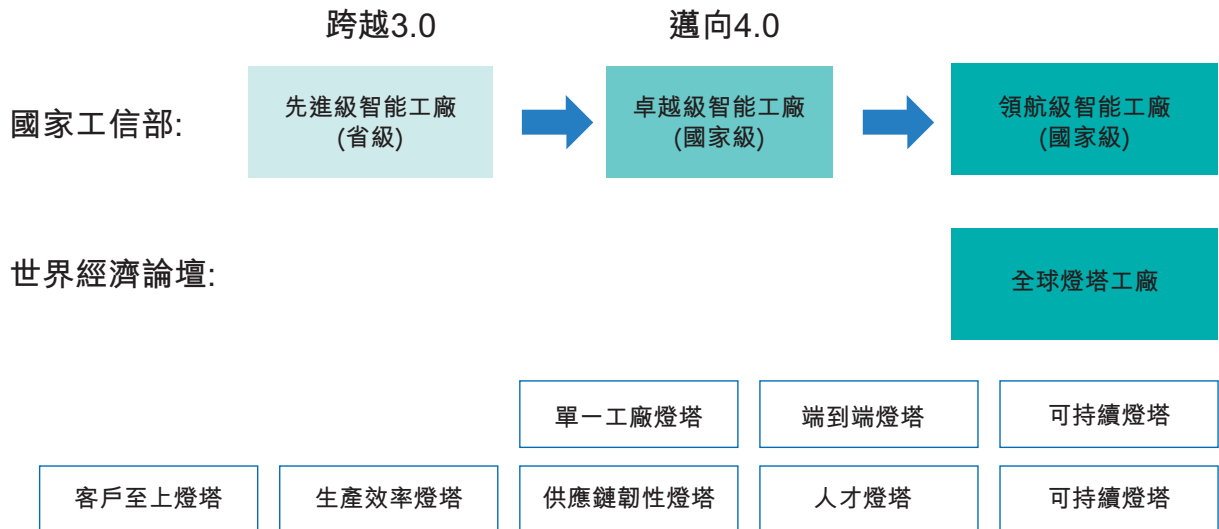 跨越3.0
邁向4.0
國家工信部:
先進級智能工廠
(省級)
卓越級智能工廠
(國家級)
領航級智能工廠
(國家級)
世界經濟論壇:
全球燈塔工廠
單一工廠燈塔
端到端燈塔
可持續燈塔
客戶至上燈塔
生產效率燈塔
供應鏈韌性燈塔
人才燈塔
可持續燈塔